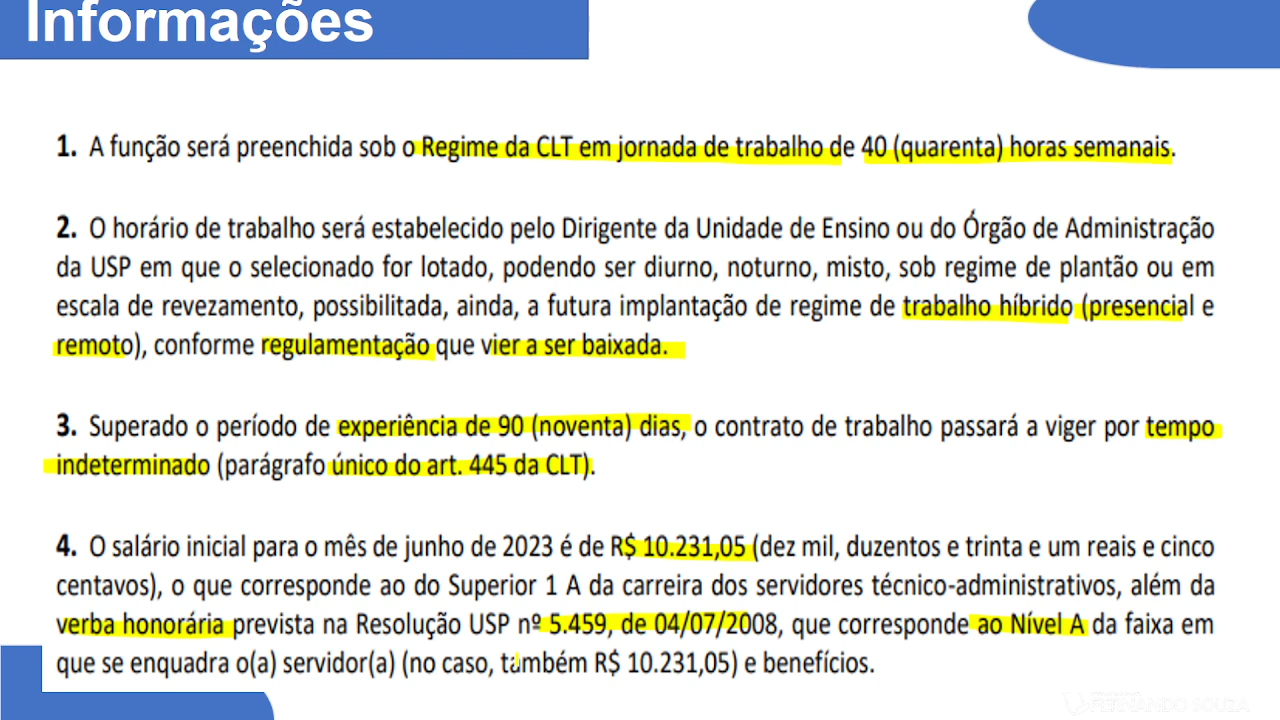 Informações
1. A função será preenchida sob o Regime da CLT em jornada de trabalho de 40 (quarenta) horas semanais.
2. O horário de trabalho será estabelecido pelo Dirigente da Unidade de Ensino ou do Órgão de Administração
da USP em que o selecionado for lotado, podendo ser diurno, noturno, misto, sob regime de plantão ou em
escala de revezamento, possibilitada, ainda, a futura implantação de regime de trabalho híbrido (presencial e
remoto), conforme regulamentação que vier a ser baixada.
3. Superado o período de experiência de 90 (noventa) dias, o contrato de trabalho passará a viger por tempo
indeterminado (parágrafo único do art. 445 da CLT).
4. O salário inicial para o mês de junho de 2023 é de R$ 10.231,05 (dez mil, duzentos e trinta e um reais e cinco
centavos), o que corresponde ao do Superior 1 A da carreira dos servidores técnico-administrativos, além da
verba honorária prevista na Resolução USP nº 5.459, de 04/07/2008, que corresponde ao Nível A da faixa em
que se enquadra o(a) servidor(a) (no caso, também R$ 10.231,05) e benefícios.
FERNANDO SOUZA